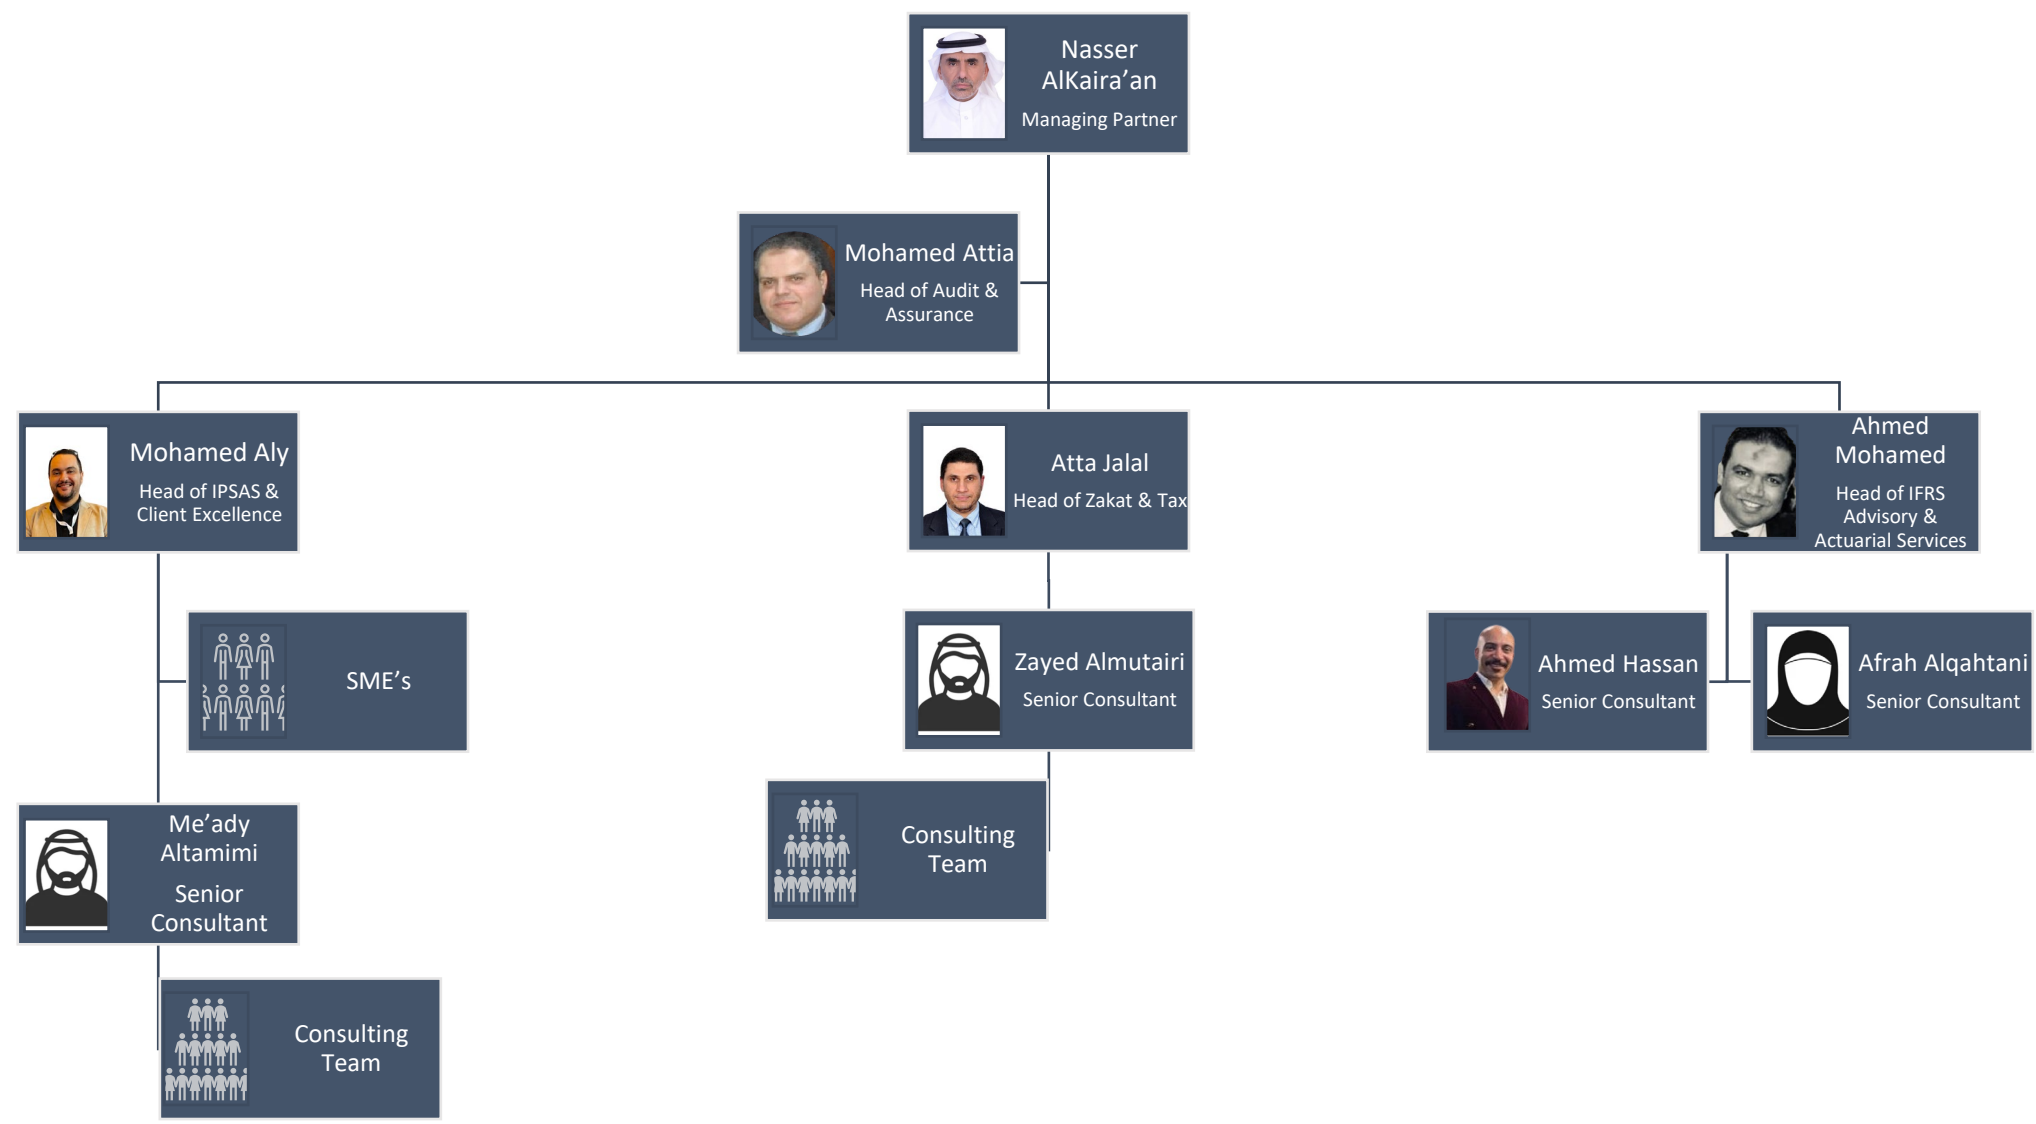 Nasser
AlKaira’an
Managing Partner
Mohamed Attia
Head of Audit &
Assurance
Mohamed Aly
Head of IPSAS &
Client Excellence
Atta Jalal
Head of Zakat & Tax
Ahmed
Mohamed
Head of IFRS
Advisory &
Actuarial Services
SME’s
Zayed Almutairi
Senior Consultant
Ahmed Hassan
Senior Consultant
Afrah Alqahtani
Senior Consultant
Me’ady
Altamimi
Senior
Consultant
Consulting
Team
Consulting
Team